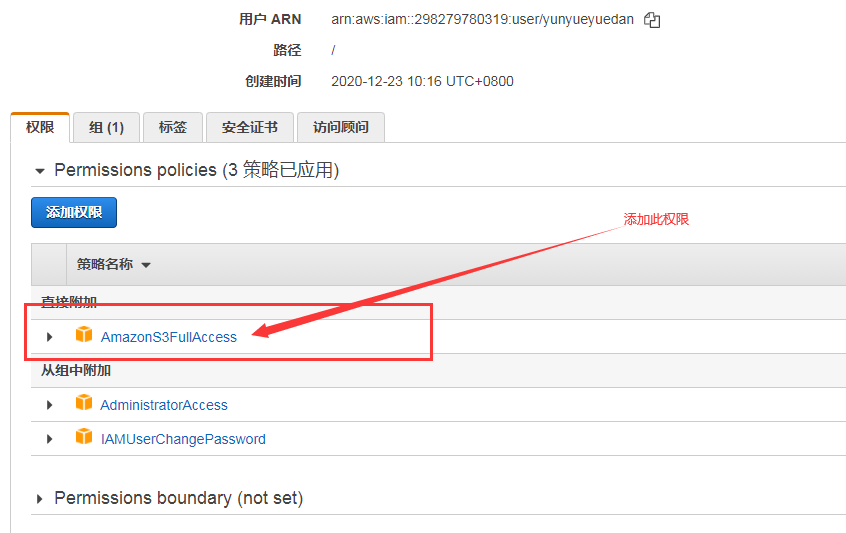 用户 ARN arn:aws:iam::298279780319:user/yunyueyuedan
路径 /
创建时间 2020-12-23 10:16 UTC+0800
权限 组 (1) 标签 安全证书 访问顾问
Permissions policies (3 策略已应用)
添加权限
添加此权限
策略名称
直接附加
AmazonS3FullAccess
从组中附加
AdministratorAccess
IAMUserChangePassword
Permissions boundary (not set)